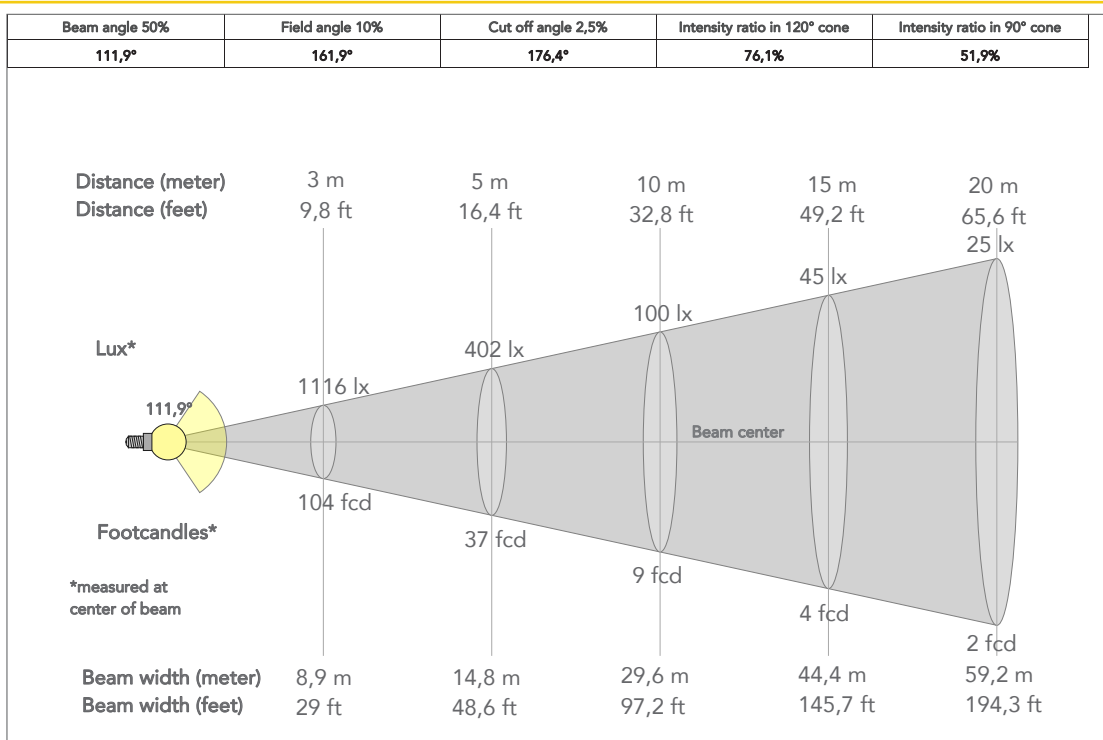 Beam angle 50% Field angle 10% Cut off angle 2,5% Intensity ratio in 120° cone Intensity ratio in 90° cone
111,9° 161,9° 176,4° 76,1% 51,9%
Distance (meter) 3 m 5 m 10 m 15 m 20 m
Distance (feet) 9,8 ft 16,4 ft 32,8 ft 49,2 ft 65,6 ft
25 lx
45 lx
100 lx
Lux* 402 lx
1116 lx
111,9°
Beam center
104 fcd
Footcandles* 37 fcd
9 fcd
*measured at
center of beam
4 fcd
2 fcd
Beam width (meter) 8,9 m 14,8 m 29,6 m 44,4 m 59,2 m
Beam width (feet) 29 ft 48,6 ft 97,2 ft 145,7 ft 194,3 ft